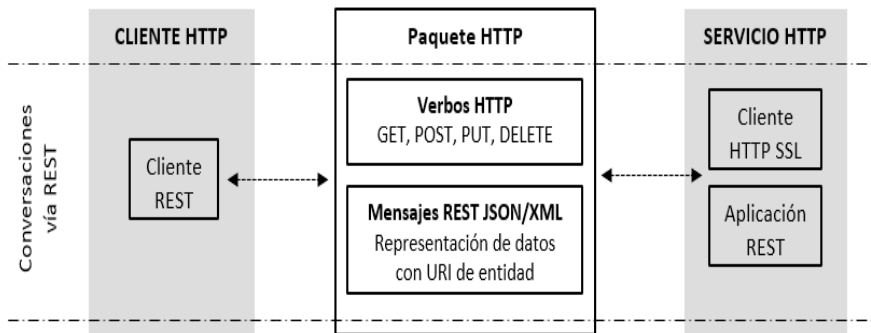 CLIENTE HTTP
Paquete HTTP
SERVICIO HTTP
Conversaciones
vía REST
Cliente
REST
Verbos HTTP
GET, POST, PUT, DELETE
Mensajes REST JSON/XML
Representación de datos
con URI de entidad
Cliente
HTTP SSL
Aplicación
REST